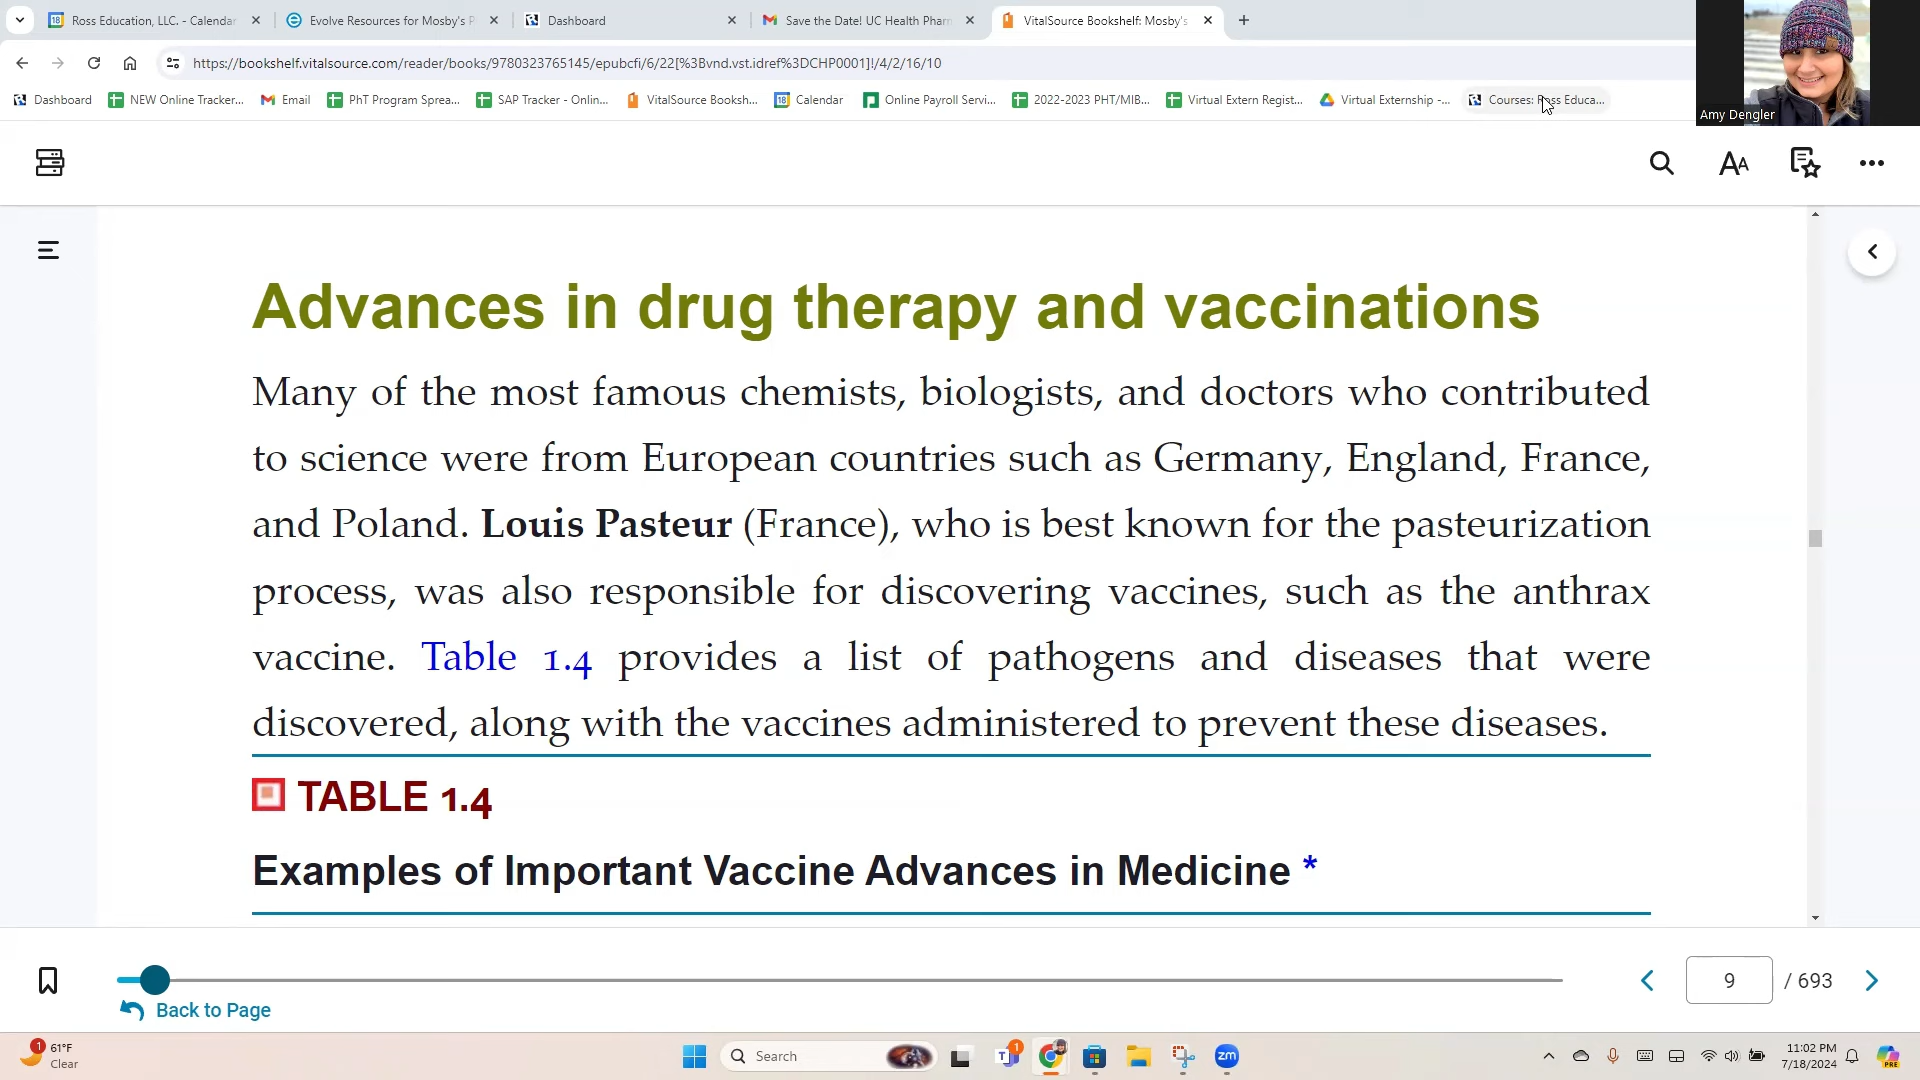 Ross Education, LLC. - Calendar
Evolve Resources for Mosby's P
Dashboard
Save the Date! UC Health Pharm
VitalSource Bookshelf: Mosby's
https://bookshelf.vitalsource.com/reader/books/9780323765145/epubcfi/6/22[%3Bvnd.vst.idref%3DCHP0001]!/4/2/16/10
Dashboard
NEW Online Tracker...
Email
PhT Program Sprea...
SAP Tracker - Onlin...
VitalSource Booksh...
Calendar
Online Payroll Servi...
2022-2023 PHT/MIB...
Virtual Extern Regist...
Virtual Externship -...
Courses: Ross Educa...
Amy Dengler
AA
Advances in drug therapy and vaccinations
Many of the most famous chemists, biologists, and doctors who contributed
to science were from European countries such as Germany, England, France,
and Poland. Louis Pasteur (France), who is best known for the pasteurization
process, was also responsible for discovering vaccines, such as the anthrax
vaccine. Table 1.4 provides a list of pathogens and diseases that were
discovered, along with the vaccines administered to prevent these diseases.
TABLE 1.4
Examples of Important Vaccine Advances in Medicine *
9 / 693
Back to Page
1
61°F
Clear
Search
1
zm
11:02 PM
7/18/2024
PRE